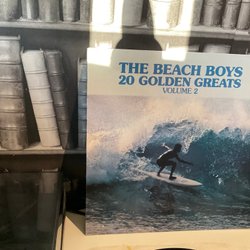 THE BEACH BOYS
20 GOLDEN GREATS
VOLUME 2